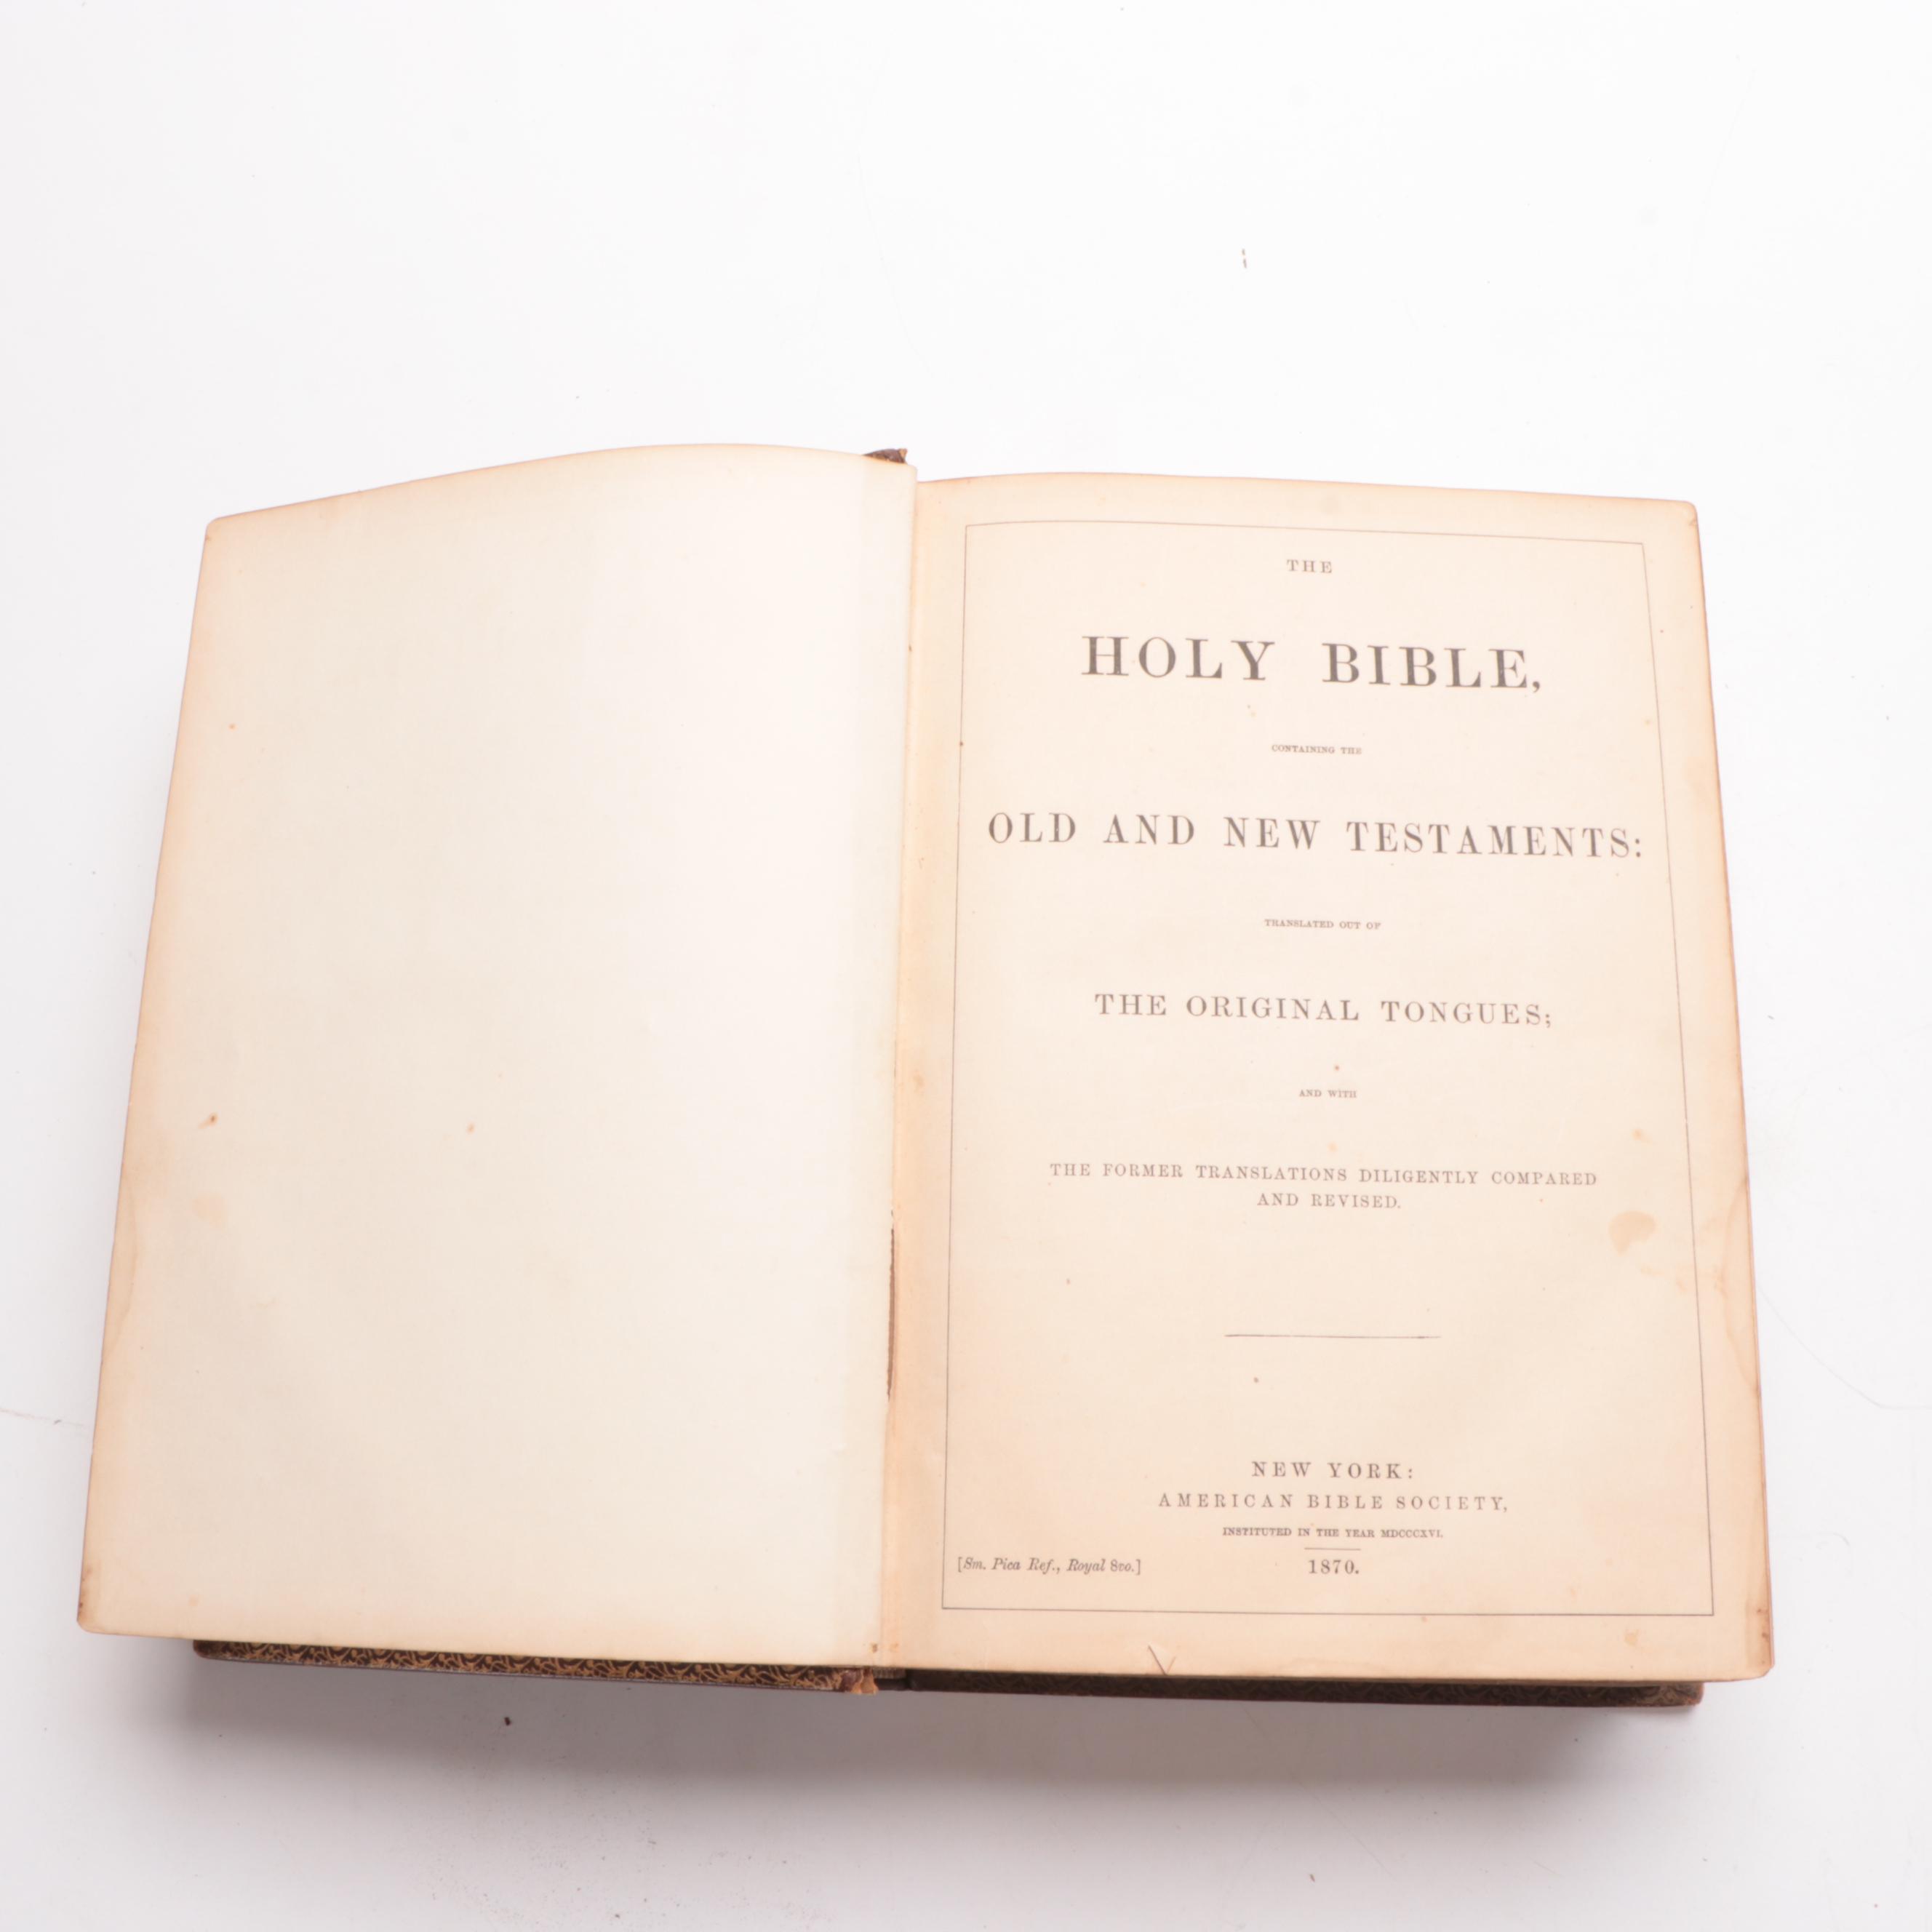 THE
HOLY BIBLE,
CONTAINING THE
OLD AND NEW TESTAMENTS:
TRANSLATED OUT OF
THE ORIGINAL TONGUES;
AND WITH
THE FORMER TRANSLATIONS DILIGENTLY COMPARED
AND REVISED.
NEW YORK:
AMERICAN BIBLE SOCIETY,
INSTITUTED IN THE YEAR MDCCCXVI.
[Sm. Pica Ref., Royal 8vo.] 1870.